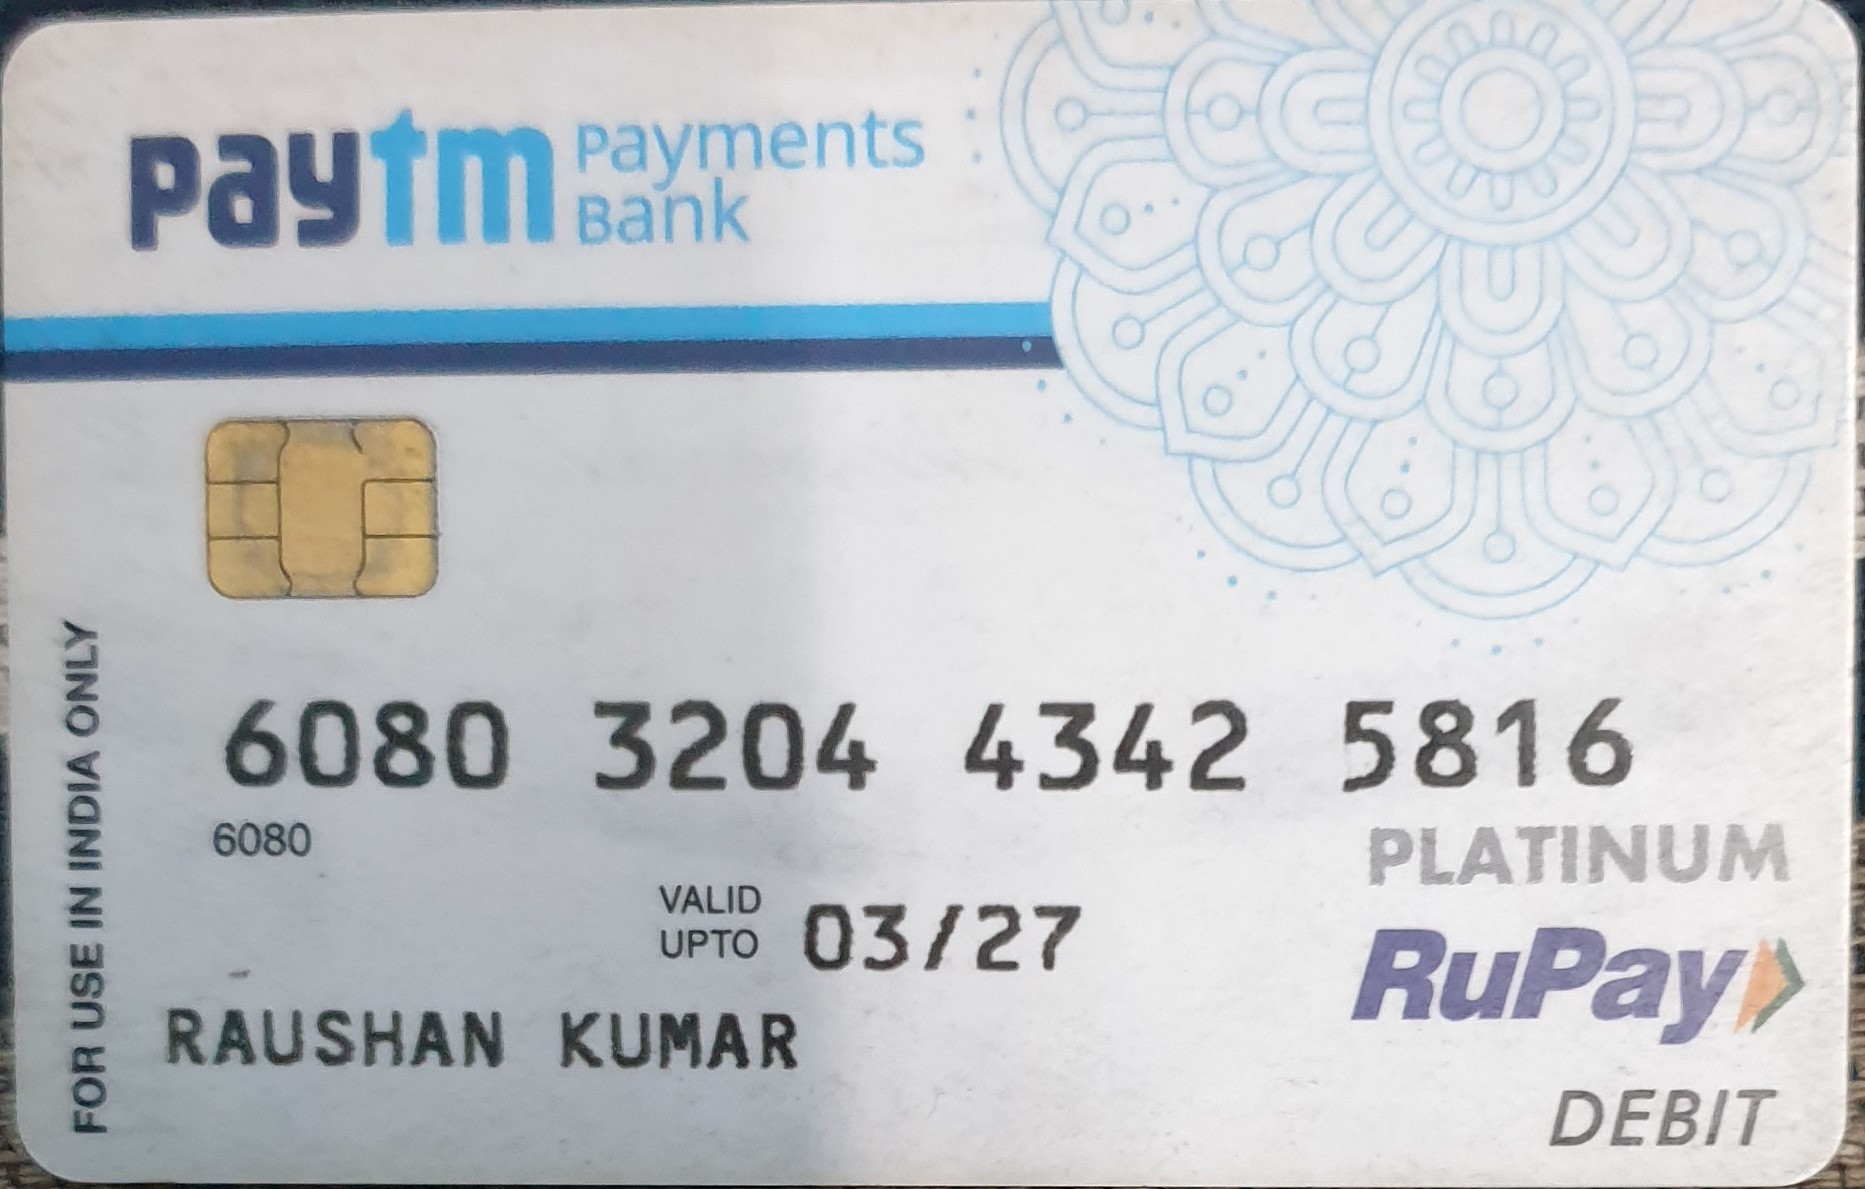 paytm Payments Bank
6080 3204 4342 5816
6080
VALID UPTO 03/27
RAUSHAN KUMAR
FOR USE IN INDIA ONLY
PLATINUM
RuPay
DEBIT